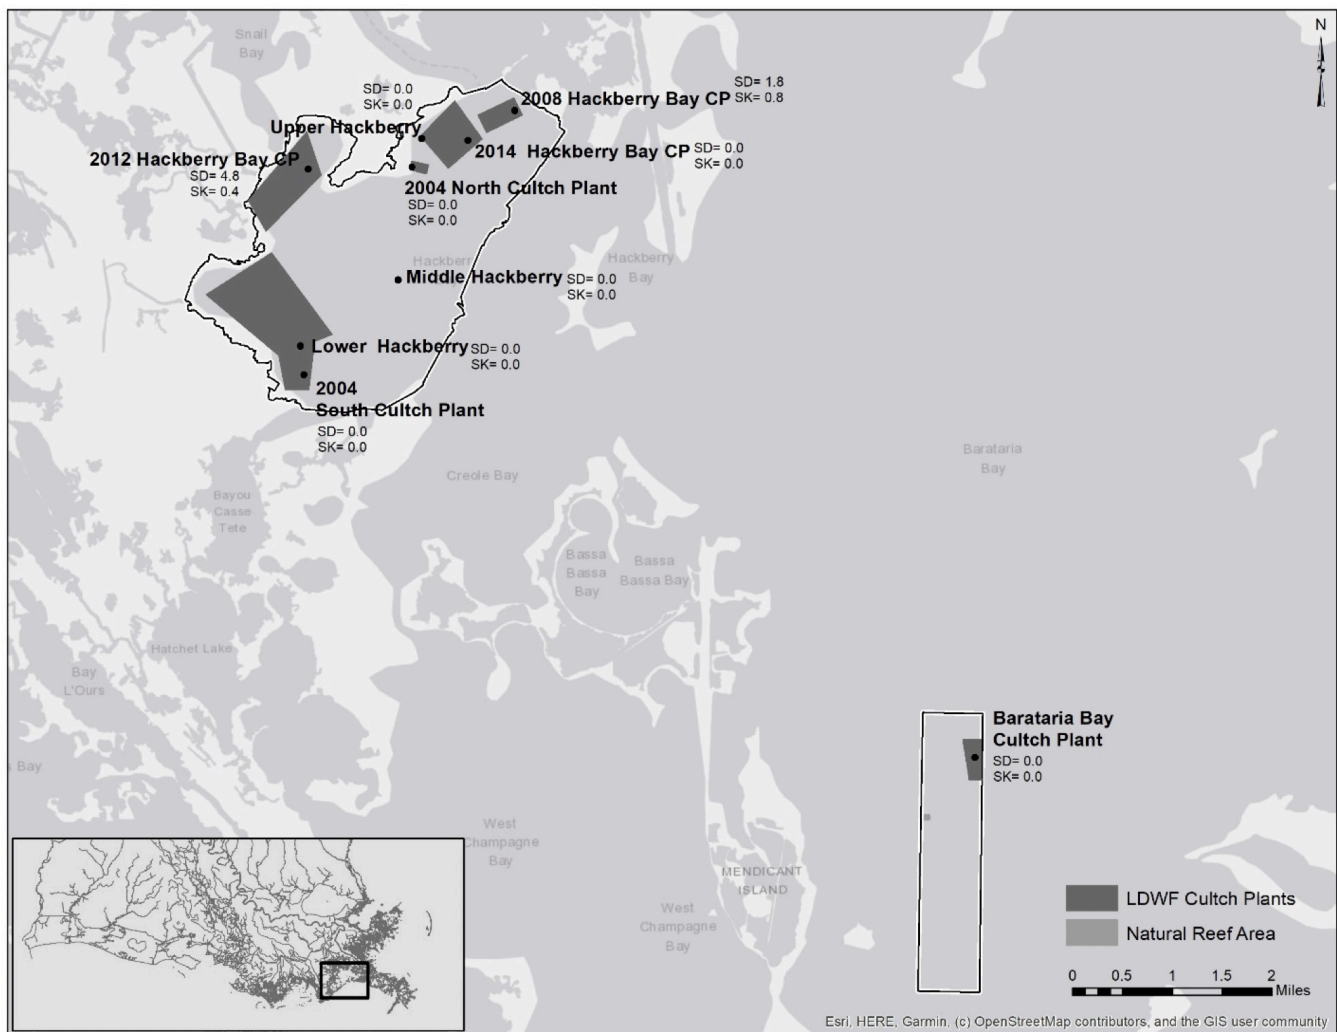 N
Snail
Bay
SD= 0.0
SK= 0.0
2008 Hackberry Bay CP
SD= 1.8
SK= 0.8
Upper Hackberry
2014  Hackberry Bay CP
SD= 0.0
SK= 0.0
2012 Hackberry Bay CP
SD= 4.8
SK= 0.4
2004 North Cultch Plant
SD= 0.0
SK= 0.0
Hackberry
Bay
Middle Hackberry
SD= 0.0
SK= 0.0
Lower  Hackberry
SD= 0.0
SK= 0.0
2004
South Cultch Plant
SD= 0.0
SK= 0.0
Creole Bay
Barataria
Bay
Bayou
Casse
Tete
Bassa
Bassa
Bay
Bassa
Bassa Bay
Hatchet Lake
Bay
L'Ours
s Bay
Barataria Bay
Cultch Plant
SD= 0.0
SK= 0.0
West
Champagne
Bay
MENDICANT
ISLAND
West
Champagne
Bay
LDWF Cultch Plants
Natural Reef Area
0 0.5 1 1.5 2
Miles
Esri, HERE, Garmin, (c) OpenStreetMap contributors, and the GIS user community